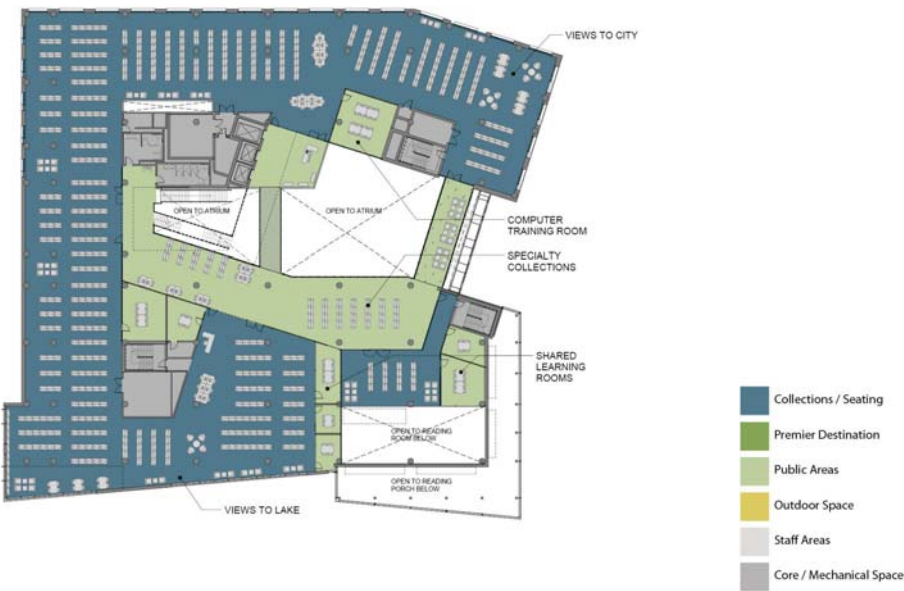 VIEWS TO CITY
OPEN TO ATRIUM
OPEN TO ATRIUM
COMPUTER
TRAINING ROOM
SPECIALTY
COLLECTIONS
SHARED
LEARNING
ROOMS
OPEN TO READING
ROOM BELOW
OPEN TO READING
PORCH BELOW
VIEWS TO LAKE
Collections / Seating
Premier Destination
Public Areas
Outdoor Space
Staff Areas
Core / Mechanical Space